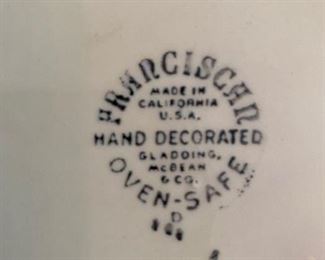 FRANCISCAN
MADE IN
CALIFORNIA
U.S.A.
HAND DECORATED
GLADDING,
McBEAN
& CO.
OVEN-SAFE
D